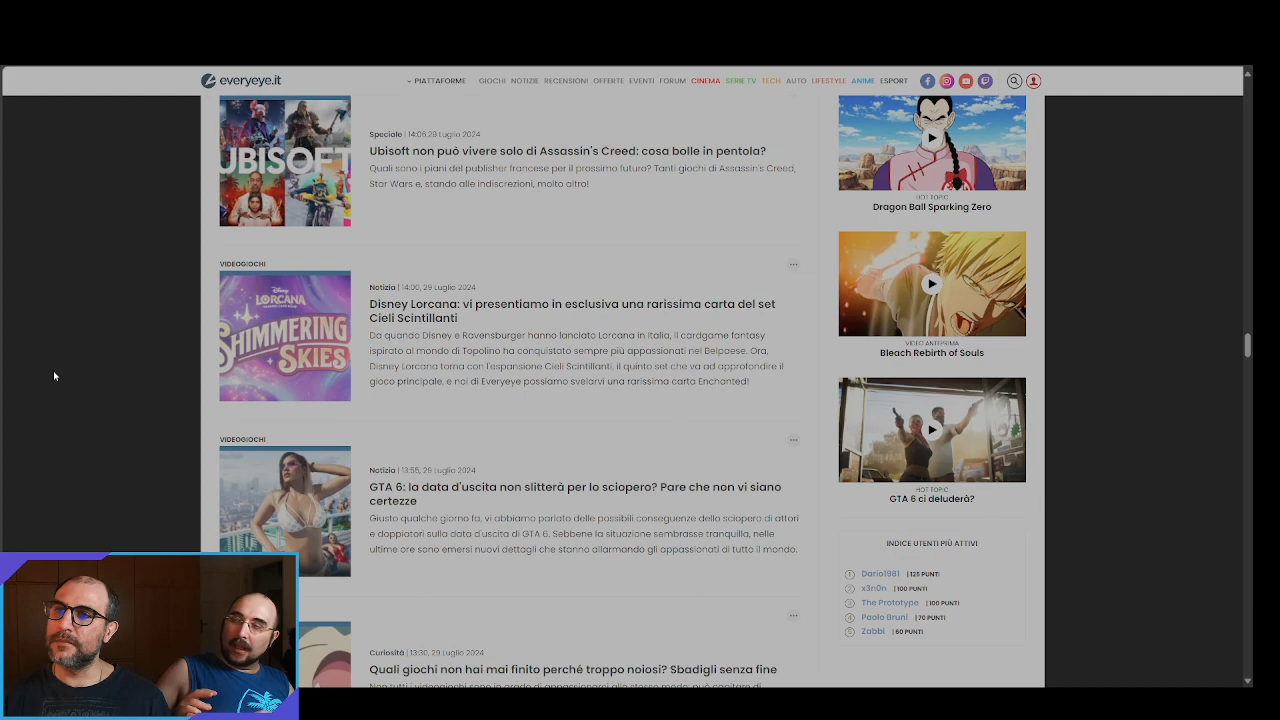 everyeye.it
PIATTAFORME GIOCHI NOTIZIE RECENSIONI OFFERTE EVENTI FORUM CINEMA SERIE TV TECH AUTO LIFESTYLE ANIME ESPORT
UBISOFT
Speciale | 14:06, 29 Luglio 2024
Ubisoft non può vivere solo di Assassin's Creed: cosa bolle in pentola?
Quali sono i piani del publisher francese per il prossimo futuro? Tanti giochi di Assassin's Creed,
Star Wars e, stando alle indiscrezioni, molto altro!
VIDEOGIOCHI
Disney
LORCANA
SHIMMERING
SKIES
Notizia | 14:00, 29 Luglio 2024
Disney Lorcana: vi presentiamo in esclusiva una rarissima carta del set
Cieli Scintillanti
Da quando Disney e Ravensburger hanno lanciato Lorcana in Italia, il cardgame fantasy
ispirato al mondo di Topolino ha conquistato sempre più appassionati nel Belpaese. Ora,
Disney Lorcana torna con l'espansione Cieli Scintillanti, il quinto set che va ad approfondire il
gioco principale, e noi di Everyeye possiamo svelarvi una rarissima carta Enchanted!
VIDEOGIOCHI
Notizia | 13:55, 29 Luglio 2024
GTA 6: la data d'uscita non slitterà per lo sciopero? Pare che non vi siano
certezze
Giusto qualche giorno fa, vi abbiamo parlato delle possibili conseguenze dello sciopero di attori
e doppiatori sulla data d'uscita di GTA 6. Sebbene la situazione sembrasse tranquilla, nelle
ultime ore sono emersi nuovi dettagli che stanno allarmando gli appassionati di tutto il mondo.
Curiosità | 13:30, 29 Luglio 2024
Quali giochi non hai mai finito perché troppo noiosi? Sbadigli senza fine
HOT TOPIC
Dragon Ball Sparking Zero
VIDEO ANTEPRIMA
Bleach Rebirth of Souls
HOT TOPIC
GTA 6 ci deluderà?
INDICE UTENTI PIÙ ATTIVI
1 Dario1981 | 125 PUNTI
2 x3n0n | 100 PUNTI
3 The Prototype | 100 PUNTI
4 Paolo Bruni | 70 PUNTI
5 Zabbi | 60 PUNTI